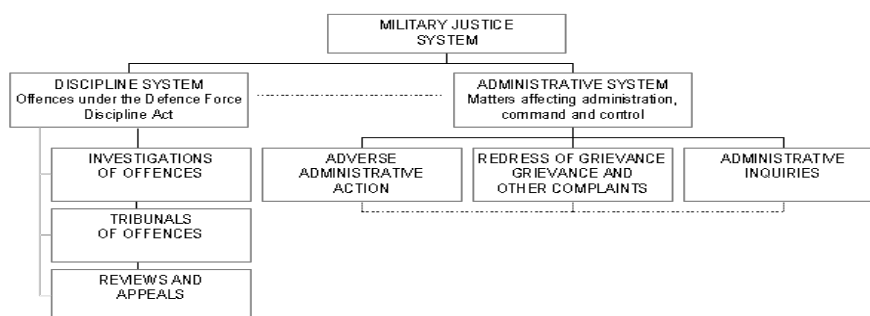 MILITARY JUSTICE
SYSTEM
DISCIPLINE SYSTEM
Offences under the Defence Force
Discipline Act
ADMINISTRATIVE SYSTEM
Matters affecting administration,
command and control
INVESTIGATIONS
OF OFFENCES
ADVERSE
ADMINISTRATIVE
ACTION
REDRESS OF GRIEVANCE
GRIEVANCE AND
OTHER COMPLAINTS
ADMINISTRATIVE
INQUIRIES
TRIBUNALS
OF OFFENCES
REVIEWS AND
APPEALS